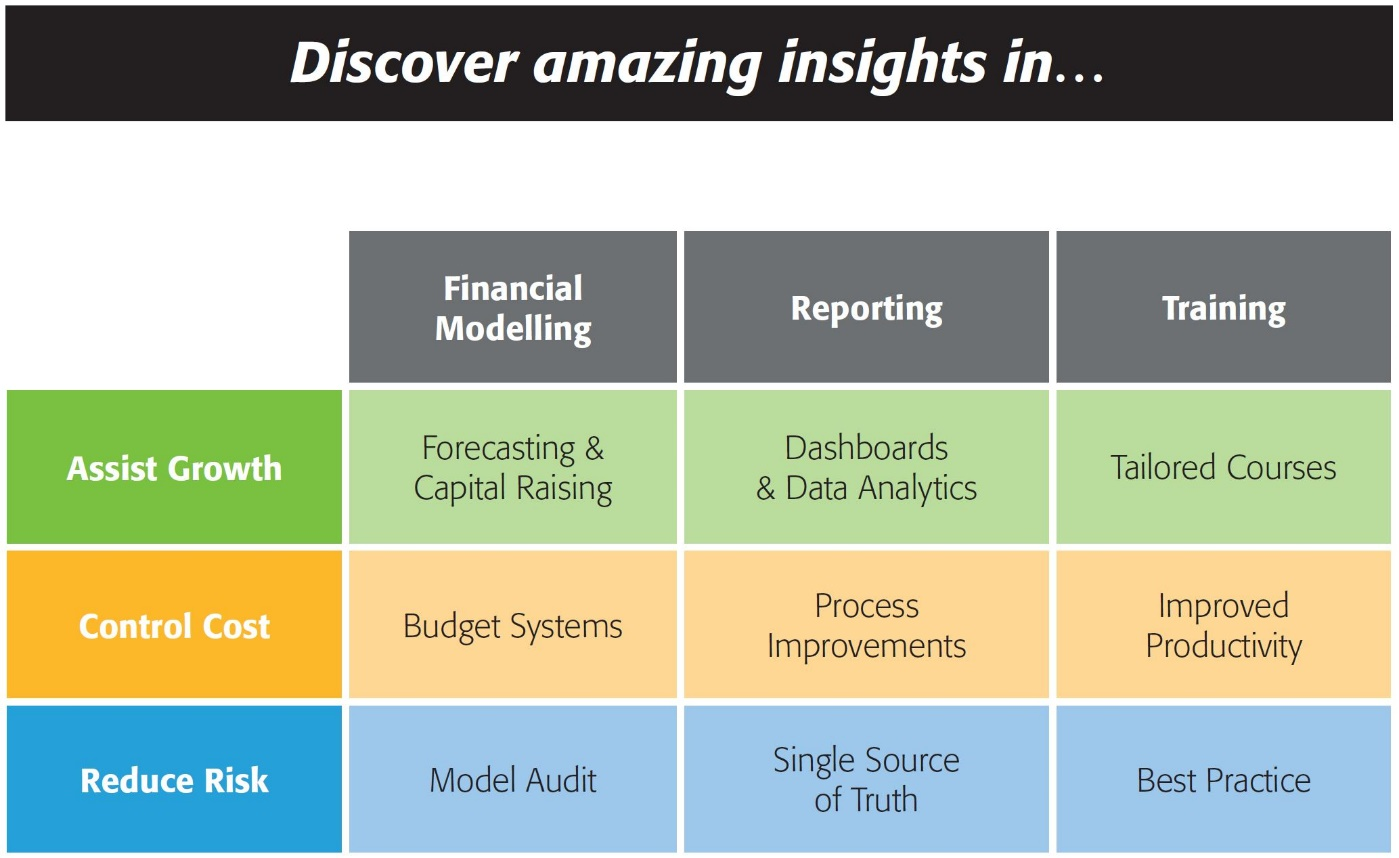 Discover amazing insights in...
Financial
Modelling
Reporting
Training
Assist Growth
Forecasting &
Capital Raising
Dashboards
& Data Analytics
Tailored Courses
Control Cost
Budget Systems
Process
Improvements
Improved
Productivity
Reduce Risk
Model Audit
Single Source
of Truth
Best Practice